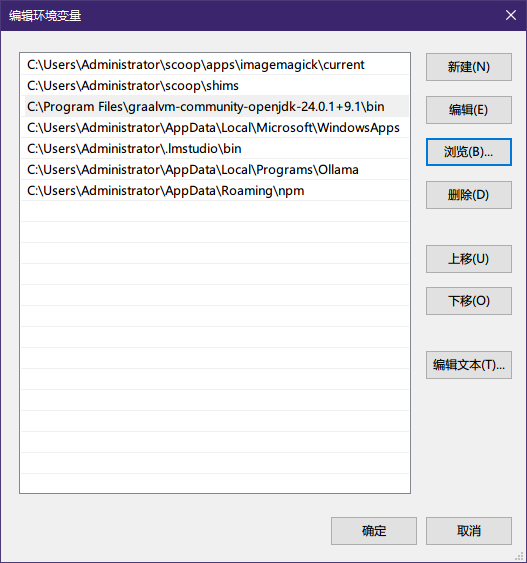 编辑环境变量
C:\Users\Administrator\scoop\apps\imagemagick\current
C:\Users\Administrator\scoop\shims
C:\Program Files\graalvm-community-openjdk-24.0.1+9.1\bin
C:\Users\Administrator\AppData\Local\Microsoft\WindowsApps
C:\Users\Administrator\.lmstudio\bin
C:\Users\Administrator\AppData\Local\Programs\Ollama
C:\Users\Administrator\AppData\Roaming\npm
新建(N)
编辑(E)
浏览(B)...
删除(D)
上移(U)
下移(O)
编辑文本(T)...
确定
取消